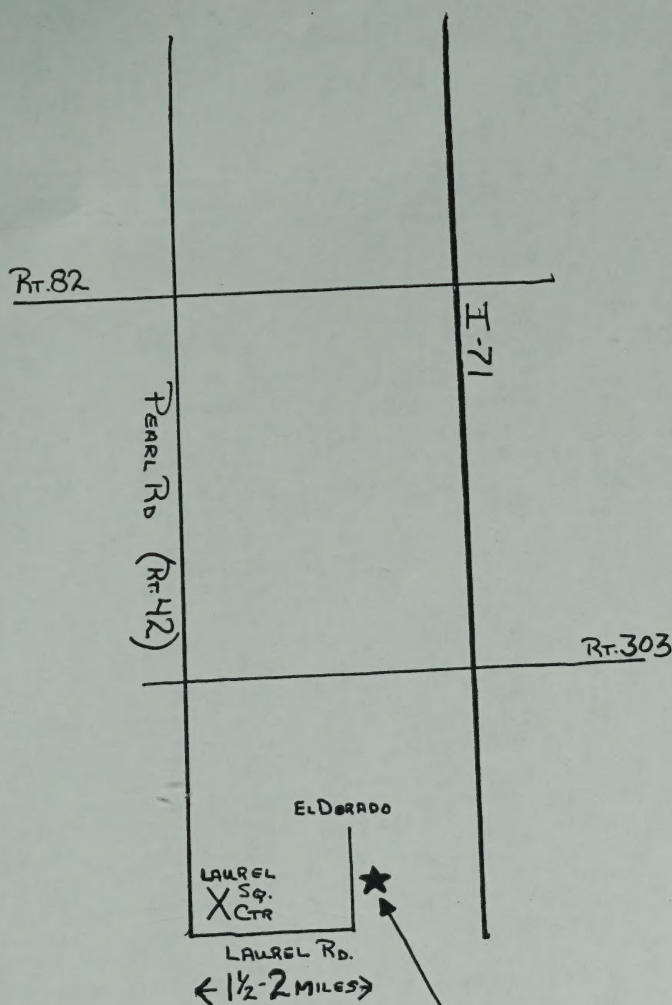 RT. 82
I-71
PEARL RD (RT. 42)
RT. 303
ELDORADO
LAUREL
SQ.
CTR
LAUREL RD.
← 1½-2 MILES →